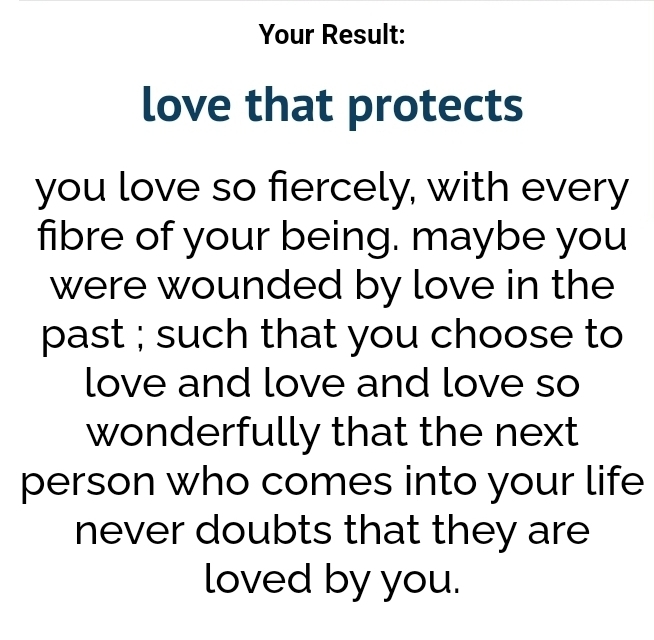 Your Result:
love that protects
you love so fiercely, with every
fibre of your being. maybe you
were wounded by love in the
past ; such that you choose to
love and love and love so
wonderfully that the next
person who comes into your life
never doubts that they are
loved by you.